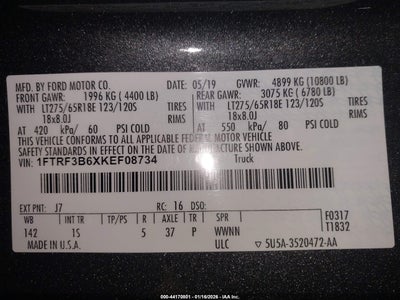 MFD. BY FORD MOTOR CO. DATE: 05/19 GVWR: 4899 KG (10800 LB)
FRONT GAWR: 1996 KG ( 4400 LB) REAR GAWR: 3075 KG ( 6780 LB)
LT275/65R18E 123/120S TIRES LT275/65R18E 123/120S TIRES
18x8.0J RIMS 18x8.0J RIMS
AT 420 kPa/ 60 PSI COLD AT 550 kPa/ 80 PSI COLD
THIS VEHICLE CONFORMS TO ALL APPLICABLE FEDERAL MOTOR VEHICLE
SAFETY STANDARDS IN EFFECT ON THE DATE OF MANUFACTURE SHOWN ABOVE.
VIN: 1FTRF3B6XKEF08734 Truck
EXT PNT: J7 RC: 16 DSO: F0317
WB INT TR TP/PS R AXLE TR SPR T1832
142 1S 5 37 P WWNN
MADE IN U.S.A. ULC 5U5A-3520472-AA
000-44170801 - 01/16/2026 - IAA Inc.